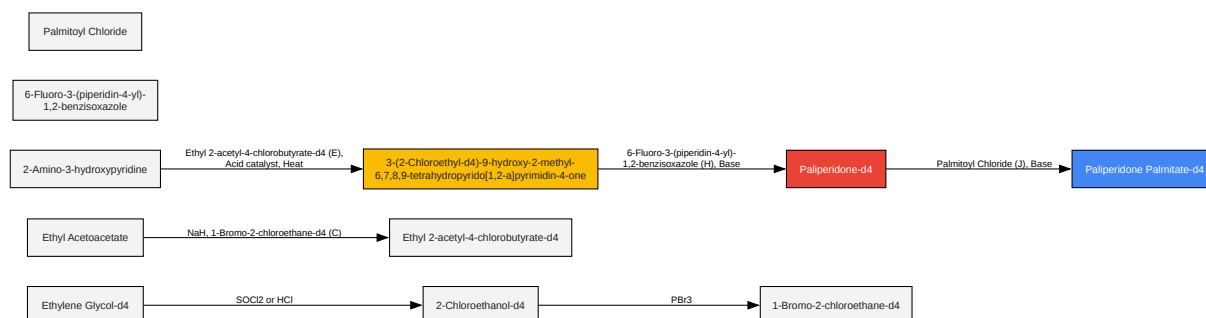 Palmitoyl Chloride
6-Fluoro-3-(piperidin-4-yl)-
1,2-benzisoxazole
2-Amino-3-hydroxypyridine
Ethyl 2-acetyl-4-chlorobutyrate-d4 (E),
Acid catalyst, Heat
3-(2-Chloroethyl-d4)-9-hydroxy-2-methyl-
6,7,8,9-tetrahydropyrido[1,2-a]pyrimidin-4-one
6-Fluoro-3-(piperidin-4-yl)-
1,2-benzisoxazole (H), Base
Paliperidone-d4
Palmitoyl Chloride (J), Base
Paliperidone Palmitate-d4
Ethyl Acetoacetate
NaH, 1-Bromo-2-chloroethane-d4 (C)
Ethyl 2-acetyl-4-chlorobutyrate-d4
Ethylene Glycol-d4
SOCl2 or HCl
2-Chloroethanol-d4
PBr3
1-Bromo-2-chloroethane-d4